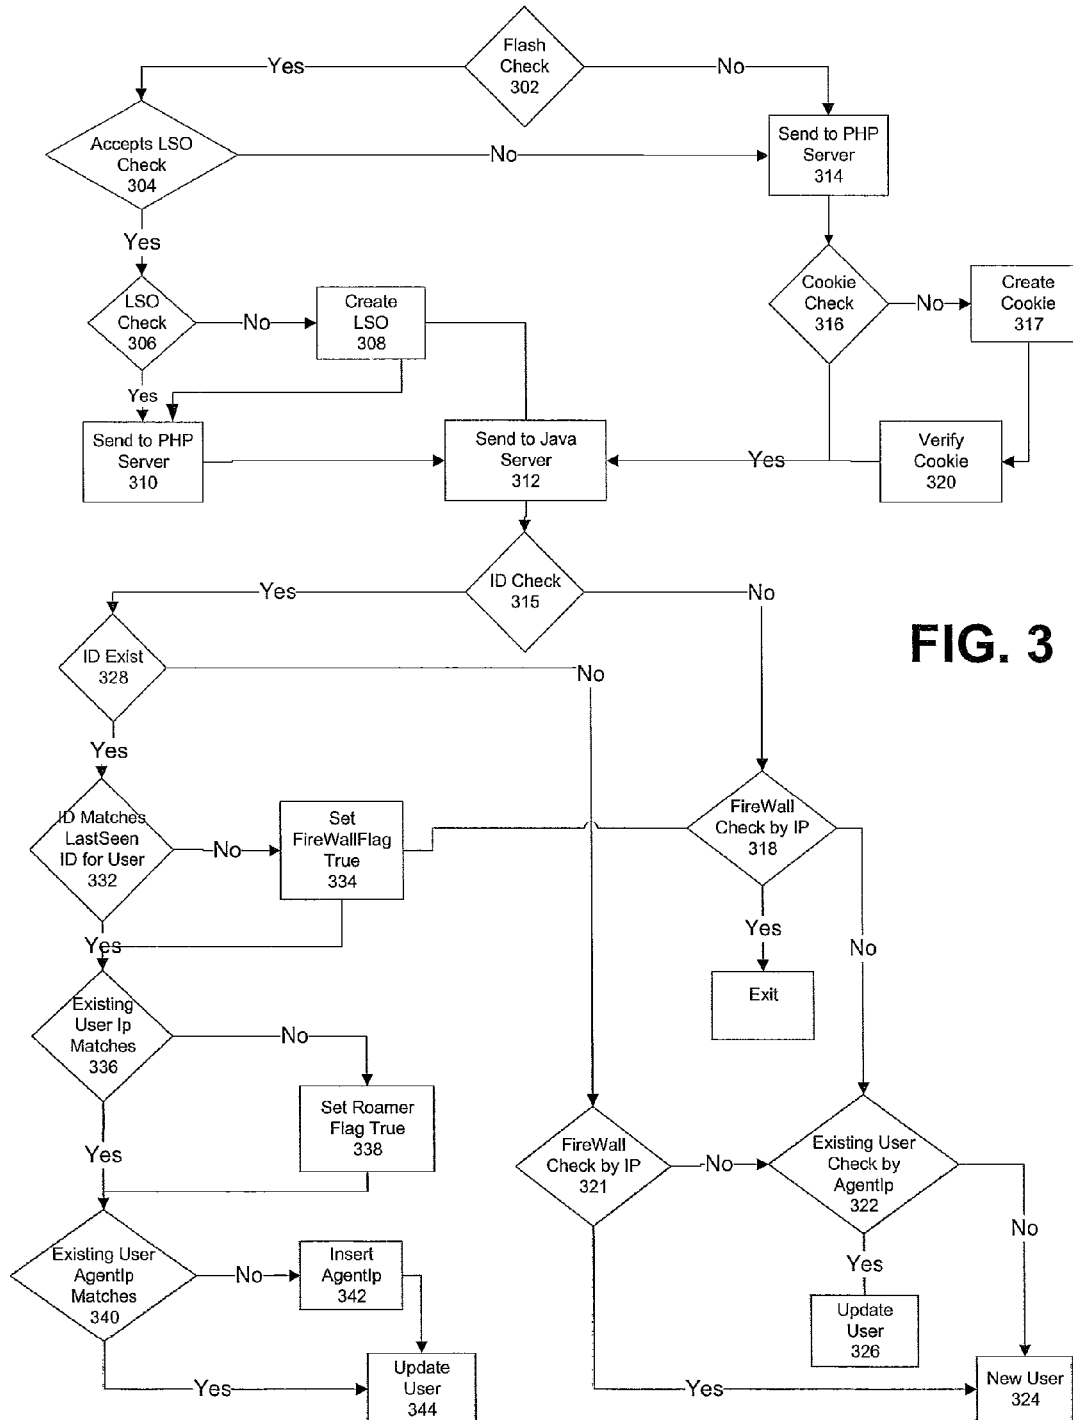 Flash
Check
302
Yes
No
Accepts LSO
Check
304
No
Send to PHP
Server
314
Yes
LSO
Check
306
No
Create
LSO
308
Cookie
Check
316
No
Create
Cookie
317
Yes
Send to PHP
Server
310
Send to Java
Server
312
Yes
Verify
Cookie
320
ID Check
315
Yes
No
FIG. 3
ID Exist
328
No
Yes
ID Matches
LastSeen
ID for User
332
No
Set
FireWallFlag
True
334
FireWall
Check by IP
318
Yes
No
Yes
Exit
Existing
User Ip
Matches
336
No
Set Roamer
Flag True
338
Yes
FireWall
Check by IP
321
No
Existing User
Check by
AgentIp
322
No
Yes
Existing User
AgentIp
Matches
340
No
Insert
AgentIp
342
Update
User
326
Yes
Update
User
344
Yes
New User
324